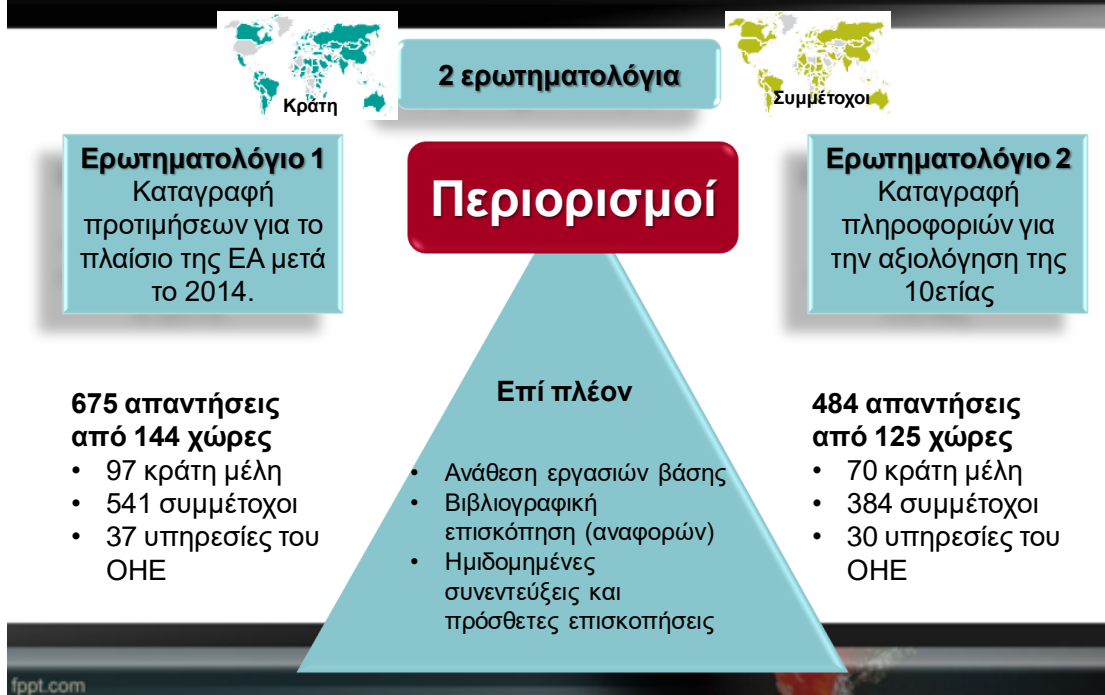 Κράτη
2 ερωτηματολόγια
Συμμέτοχοι
Ερωτηματολόγιο 1
Καταγραφή
προτιμήσεων για το
πλαίσιο της ΕΑ μετά
το 2014.
Περιορισμοί
Ερωτηματολόγιο 2
Καταγραφή
πληροφοριών για
την αξιολόγηση της
10ετίας
675 απαντήσεις
από 144 χώρες
• 97 κράτη μέλη
• 541 συμμέτοχοι
• 37 υπηρεσίες του
ΟΗΕ
Επί πλέον
• Ανάθεση εργασιών βάσης
• Βιβλιογραφική
επισκόπηση (αναφορών)
• Ημιδομημένες
συνεντεύξεις και
πρόσθετες επισκοπήσεις
484 απαντήσεις
από 125 χώρες
• 70 κράτη μέλη
• 384 συμμέτοχοι
• 30 υπηρεσίες του
ΟΗΕ
fppt.com